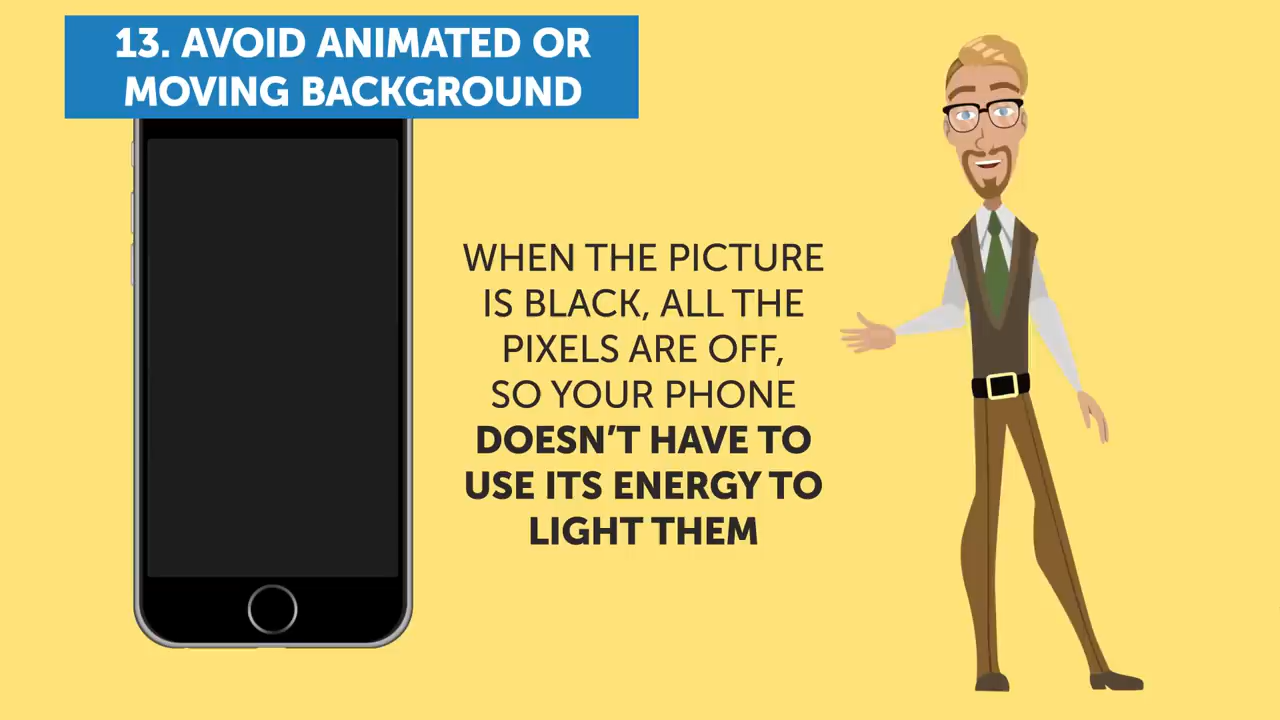 13. AVOID ANIMATED OR
MOVING BACKGROUND
WHEN THE PICTURE
IS BLACK, ALL THE
PIXELS ARE OFF,
SO YOUR PHONE
DOESN’T HAVE TO
USE ITS ENERGY TO
LIGHT THEM